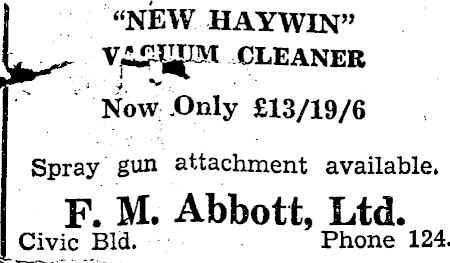 "NEW HAYWIN"
VACUUM CLEANER
Now Only £13/19/6
Spray gun attachment available.
F. M. Abbott, Ltd.
Civic Bld. Phone 124.